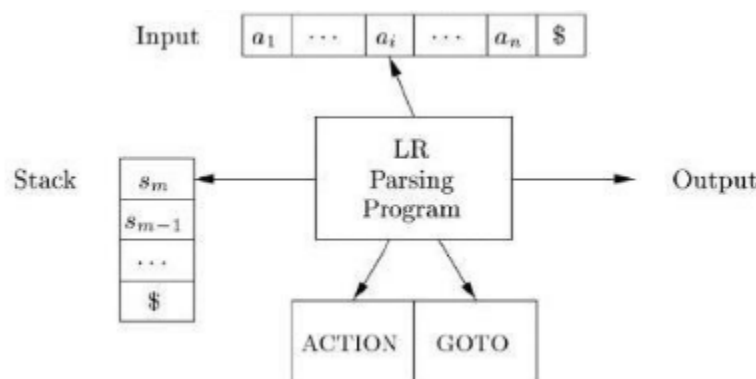 Input a₁ ··· aᵢ ··· aₙ $
LR
Parsing
Program
Stack
sₘ
sₘ₋₁
···
$
Output
ACTION GOTO